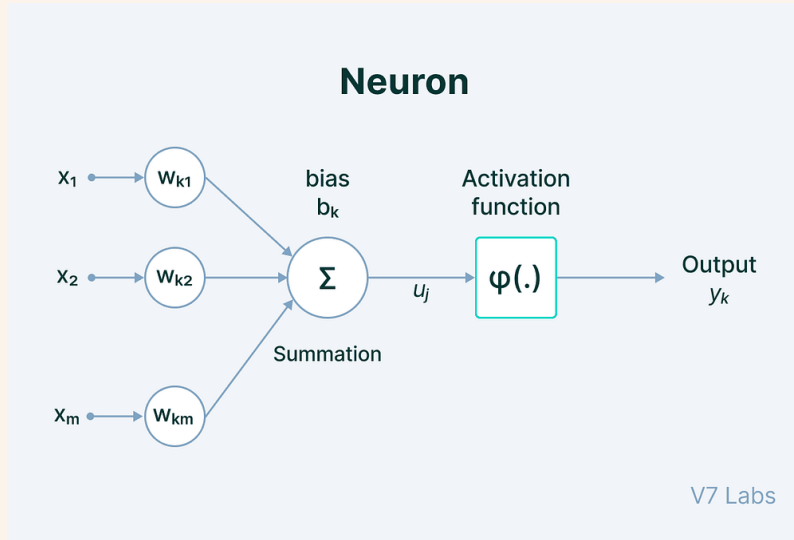 Neuron
x₁
wₖ₁
bias
bₖ
Activation
function
x₂
wₖ₂
Σ
uⱼ
φ(.)
Output
yₖ
Summation
xₘ
wₖₘ
V7 Labs